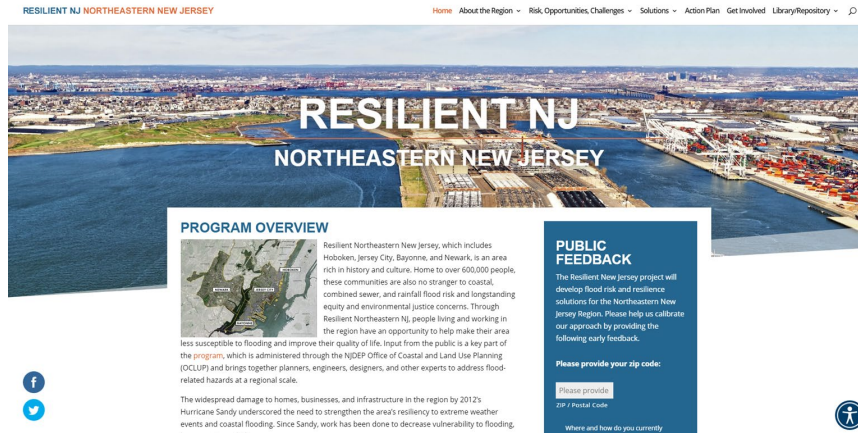 RESILIENT NJ NORTHEASTERN NEW JERSEY
Home About the Region Risk, Opportunities, Challenges Solutions Action Plan Get Involved Library/Repository
RESILIENT NJ
NORTHEASTERN NEW JERSEY
PROGRAM OVERVIEW
Resilient Northeastern New Jersey, which includes
Hoboken, Jersey City, Bayonne, and Newark, is an area
rich in history and culture. Home to over 600,000 people,
these communities are also no stranger to coastal,
combined sewer, and rainfall flood risk and longstanding
equity and environmental justice concerns. Through
Resilient Northeastern NJ, people living and working in
the region have an opportunity to help make their area
less susceptible to flooding and improve their quality of life. Input from the public is a key part of
the program, which is administered through the NJDEP Office of Coastal and Land Use Planning
(OCLUP) and brings together planners, engineers, designers, and other experts to address flood-
related hazards at a regional scale.
The widespread damage to homes, businesses, and infrastructure in the region by 2012's
Hurricane Sandy underscored the need to strengthen the area's resiliency to extreme weather
events and coastal flooding. Since Sandy, work has been done to decrease vulnerability to flooding,
PUBLIC
FEEDBACK
The Resilient New Jersey project will
develop flood risk and resilience
solutions for the Northeastern New
Jersey Region. Please help us calibrate
our approach by providing the
following early feedback.
Please provide your zip code:
Please provide
ZIP / Postal Code
Where and how do you currently